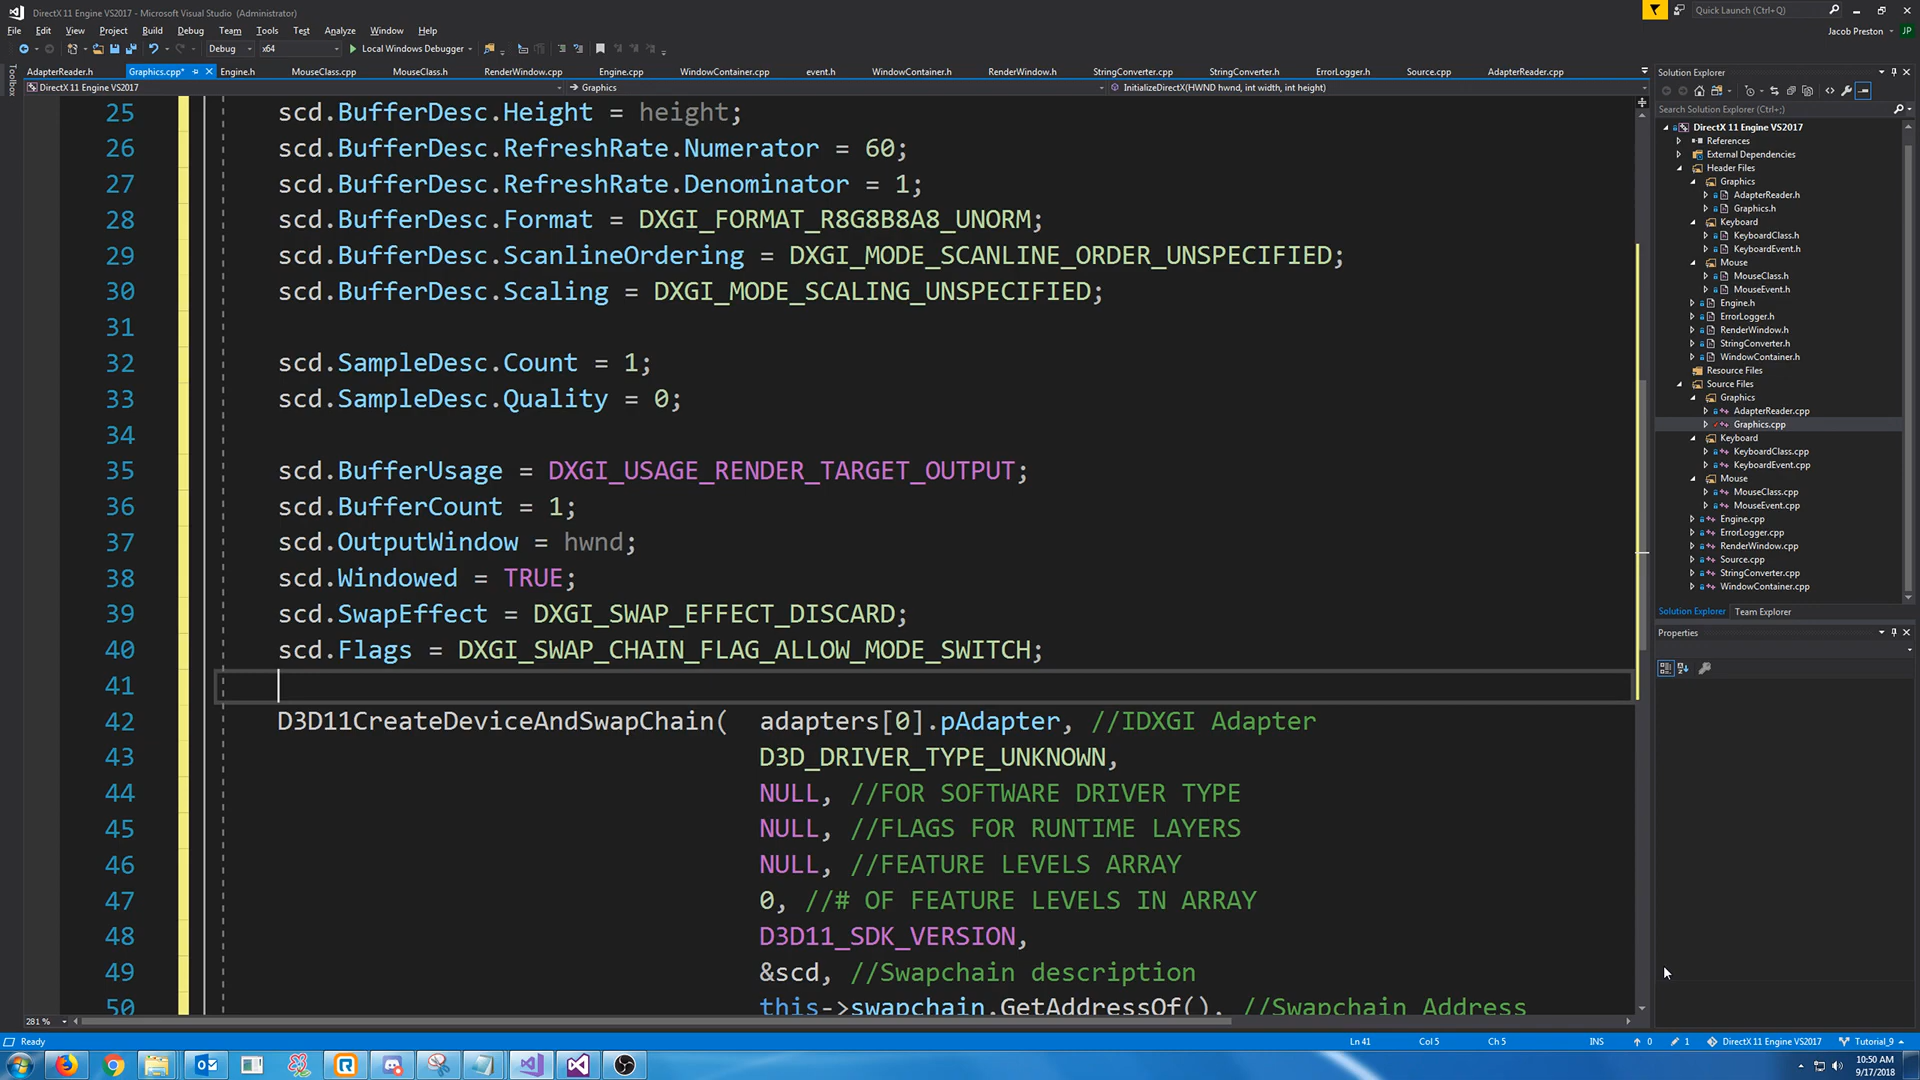 DirectX 11 Engine VS2017 - Microsoft Visual Studio (Administrator)
Quick Launch (Ctrl+Q)
File Edit View Project Build Debug Team Tools Test Analyze Window Help
Jacob Preston JP
Debug x64 Local Windows Debugger
Toolbox
AdapterReader.h Graphics.cpp* Engine.h MouseClass.cpp MouseClass.h RenderWindow.cpp Engine.cpp WindowContainer.cpp event.h WindowContainer.h RenderWindow.h StringConverter.cpp StringConverter.h ErrorLogger.h Source.cpp AdapterReader.cpp
DirectX 11 Engine VS2017 Graphics InitializeDirectX(HWND hwnd, int width, int height)
25 scd.BufferDesc.Height = height;
26 scd.BufferDesc.RefreshRate.Numerator = 60;
27 scd.BufferDesc.RefreshRate.Denominator = 1;
28 scd.BufferDesc.Format = DXGI_FORMAT_R8G8B8A8_UNORM;
29 scd.BufferDesc.ScanlineOrdering = DXGI_MODE_SCANLINE_ORDER_UNSPECIFIED;
30 scd.BufferDesc.Scaling = DXGI_MODE_SCALING_UNSPECIFIED;
31
32 scd.SampleDesc.Count = 1;
33 scd.SampleDesc.Quality = 0;
34
35 scd.BufferUsage = DXGI_USAGE_RENDER_TARGET_OUTPUT;
36 scd.BufferCount = 1;
37 scd.OutputWindow = hwnd;
38 scd.Windowed = TRUE;
39 scd.SwapEffect = DXGI_SWAP_EFFECT_DISCARD;
40 scd.Flags = DXGI_SWAP_CHAIN_FLAG_ALLOW_MODE_SWITCH;
41
42 D3D11CreateDeviceAndSwapChain( adapters[0].pAdapter, //IDXGI Adapter
43 D3D_DRIVER_TYPE_UNKNOWN,
44 NULL, //FOR SOFTWARE DRIVER TYPE
45 NULL, //FLAGS FOR RUNTIME LAYERS
46 NULL, //FEATURE LEVELS ARRAY
47 0, //# OF FEATURE LEVELS IN ARRAY
48 D3D11_SDK_VERSION,
49 &scd, //Swapchain description
50 this->swapchain.GetAddressOf(), //Swapchain Address
281 %
Solution Explorer
Search Solution Explorer (Ctrl+;)
DirectX 11 Engine VS2017
References
External Dependencies
Header Files
Graphics
AdapterReader.h
Graphics.h
Keyboard
KeyboardClass.h
KeyboardEvent.h
Mouse
MouseClass.h
MouseEvent.h
Engine.h
ErrorLogger.h
RenderWindow.h
StringConverter.h
WindowContainer.h
Resource Files
Source Files
Graphics
AdapterReader.cpp
Graphics.cpp
Keyboard
KeyboardClass.cpp
KeyboardEvent.cpp
Mouse
MouseClass.cpp
MouseEvent.cpp
Engine.cpp
ErrorLogger.cpp
RenderWindow.cpp
Source.cpp
StringConverter.cpp
WindowContainer.cpp
Solution Explorer Team Explorer
Properties
Ready Ln 41 Col 5 Ch 5 INS 0 1 DirectX 11 Engine VS2017 Tutorial_9
10:50 AM
9/17/2018